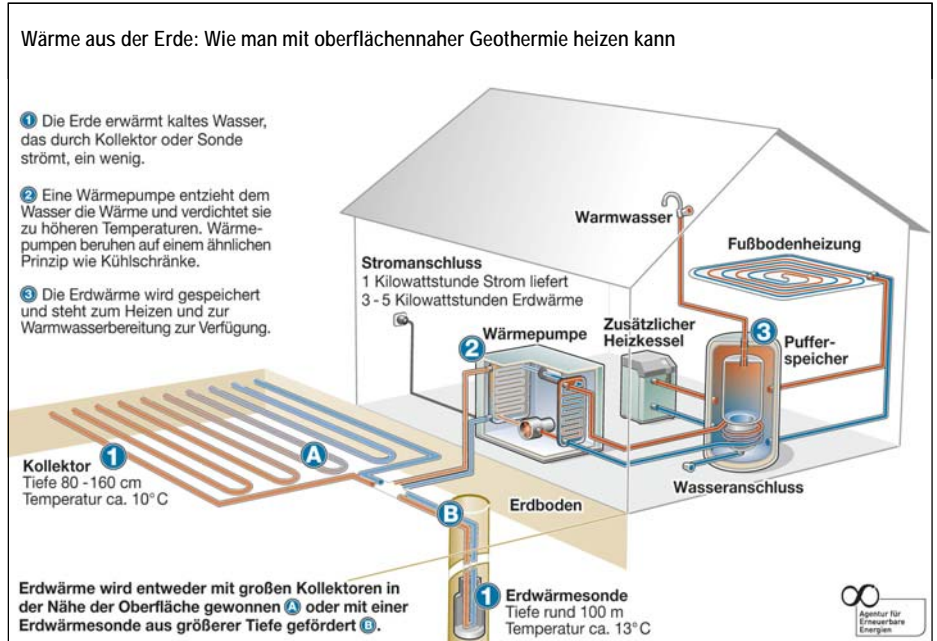 Wärme aus der Erde: Wie man mit oberflächennaher Geothermie heizen kann
1 Die Erde erwärmt kaltes Wasser,
das durch Kollektor oder Sonde
strömt, ein wenig.
2 Eine Wärmepumpe entzieht dem
Wasser die Wärme und verdichtet sie
zu höheren Temperaturen. Wärme-
pumpen beruhen auf einem ähnlichen
Prinzip wie Kühlschränke.
3 Die Erdwärme wird gespeichert
und steht zum Heizen und zur
Warmwasserbereitung zur Verfügung.
Warmwasser
Fußbodenheizung
Stromanschluss
1 Kilowattstunde Strom liefert
3 - 5 Kilowattstunden Erdwärme
Wärmepumpe
2
Zusätzlicher
Heizkessel
3
Puffer-
speicher
Wasseranschluss
Kollektor
Tiefe 80 - 160 cm
Temperatur ca. 10°C
1
A
B
Erdboden
Erdwärme wird entweder mit großen Kollektoren in
der Nähe der Oberfläche gewonnen A oder mit einer
Erdwärmesonde aus größerer Tiefe gefördert B.
1
Erdwärmesonde
Tiefe rund 100 m
Temperatur ca. 13°C
Agentur für
Erneuerbare
Energien